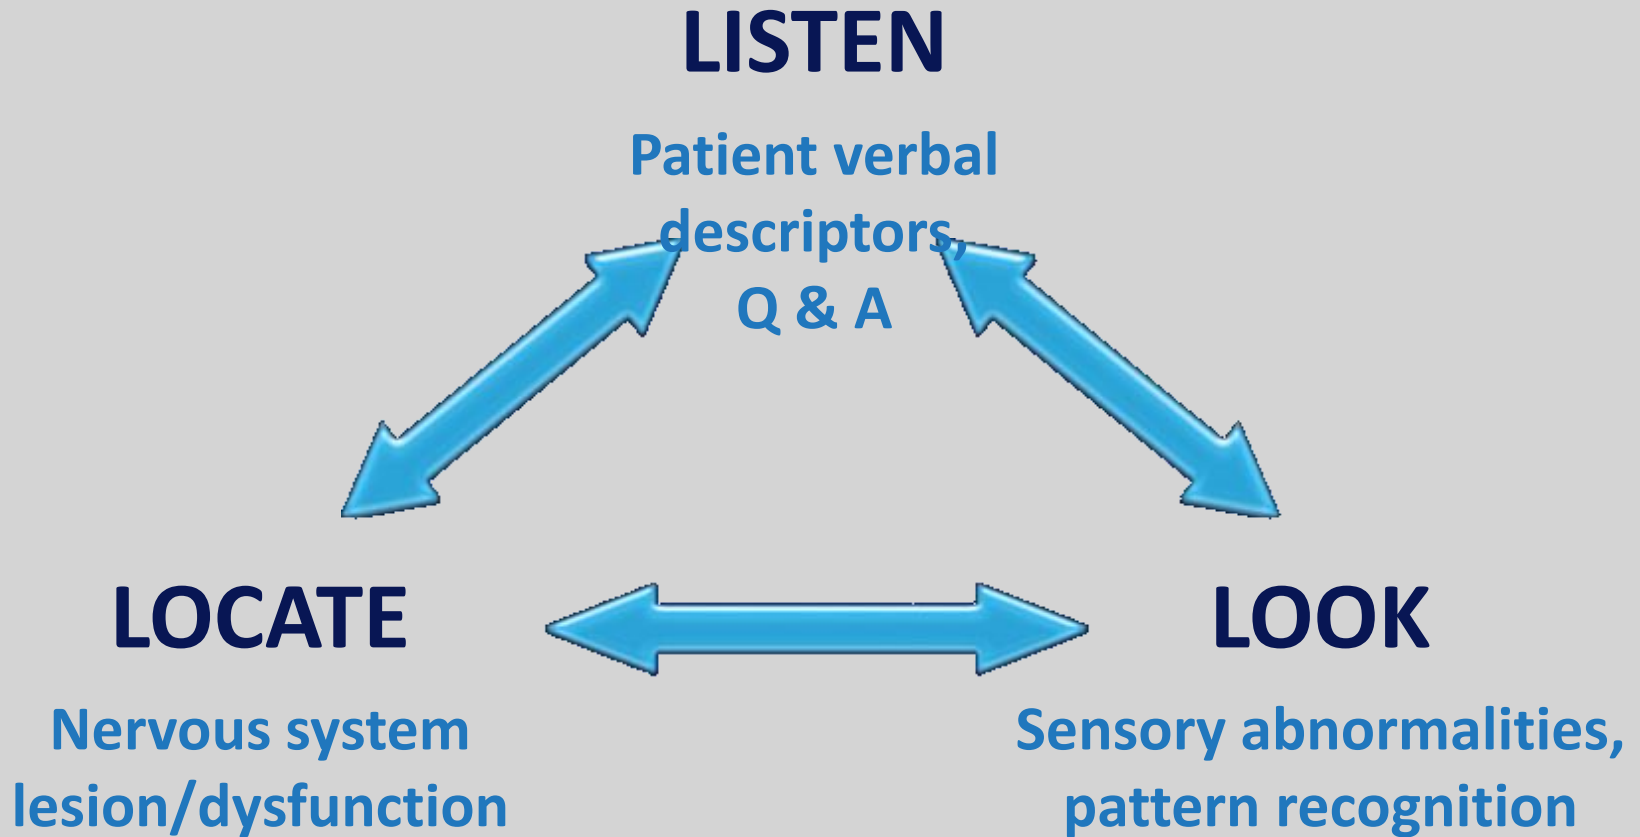 LISTEN
Patient verbal
descriptors,
Q & A
LOCATE
Nervous system
lesion/dysfunction
LOOK
Sensory abnormalities,
pattern recognition